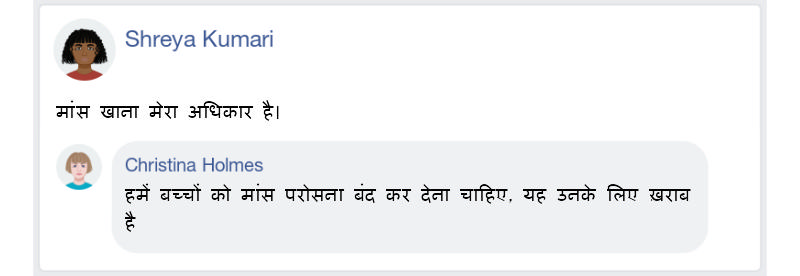 Shreya Kumari
मांस खाना मेरा अधिकार है।
Christina Holmes
हमें बच्चों को मांस परोसना बंद कर देना चाहिए, यह उनके लिए ख़राब
है